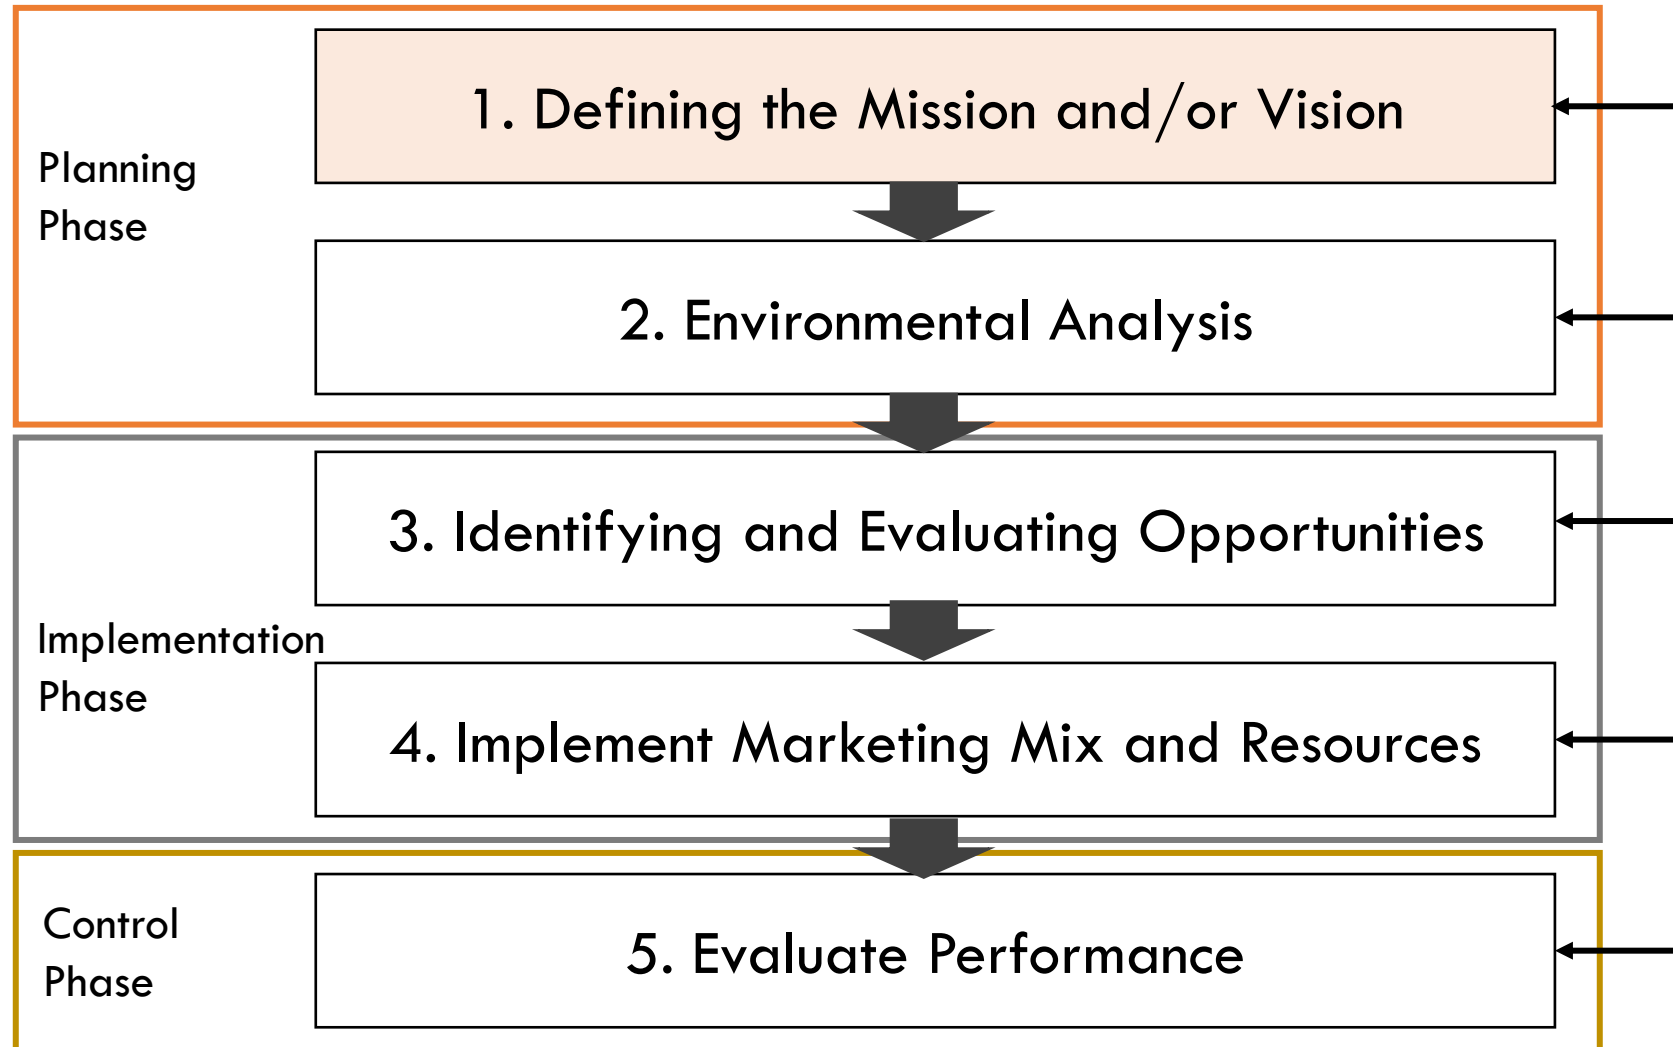 1. Defining the Mission and/or Vision
Planning
Phase
2. Environmental Analysis
3. Identifying and Evaluating Opportunities
Implementation
Phase
4. Implement Marketing Mix and Resources
Control
Phase
5. Evaluate Performance